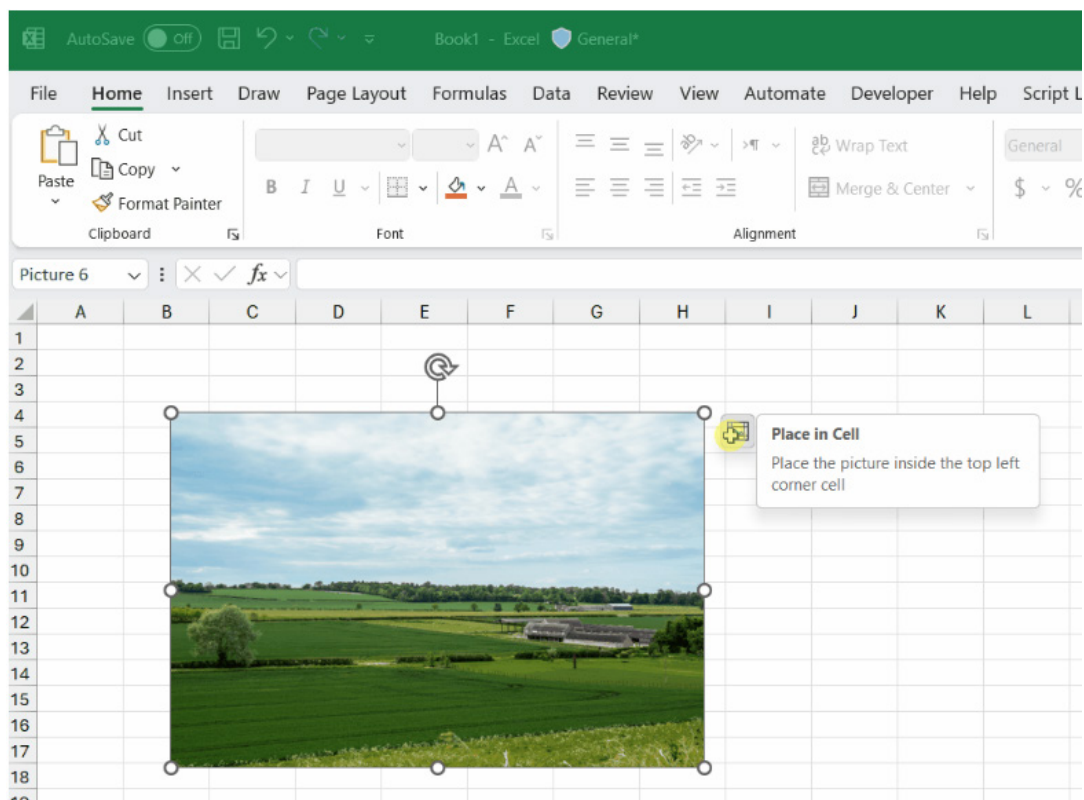 AutoSave Off Book1 - Excel General*
File Home Insert Draw Page Layout Formulas Data Review View Automate Developer Help Script L
Paste
Cut
Copy
Format Painter
Clipboard
B I U A
Font
ab Wrap Text
Merge & Center
Alignment
General
$ %
Picture 6 fx
A B C D E F G H I J K L
1
2
3
4
5
6
7
8
9
10
11
12
13
14
15
16
17
18
Place in Cell
Place the picture inside the top left
corner cell